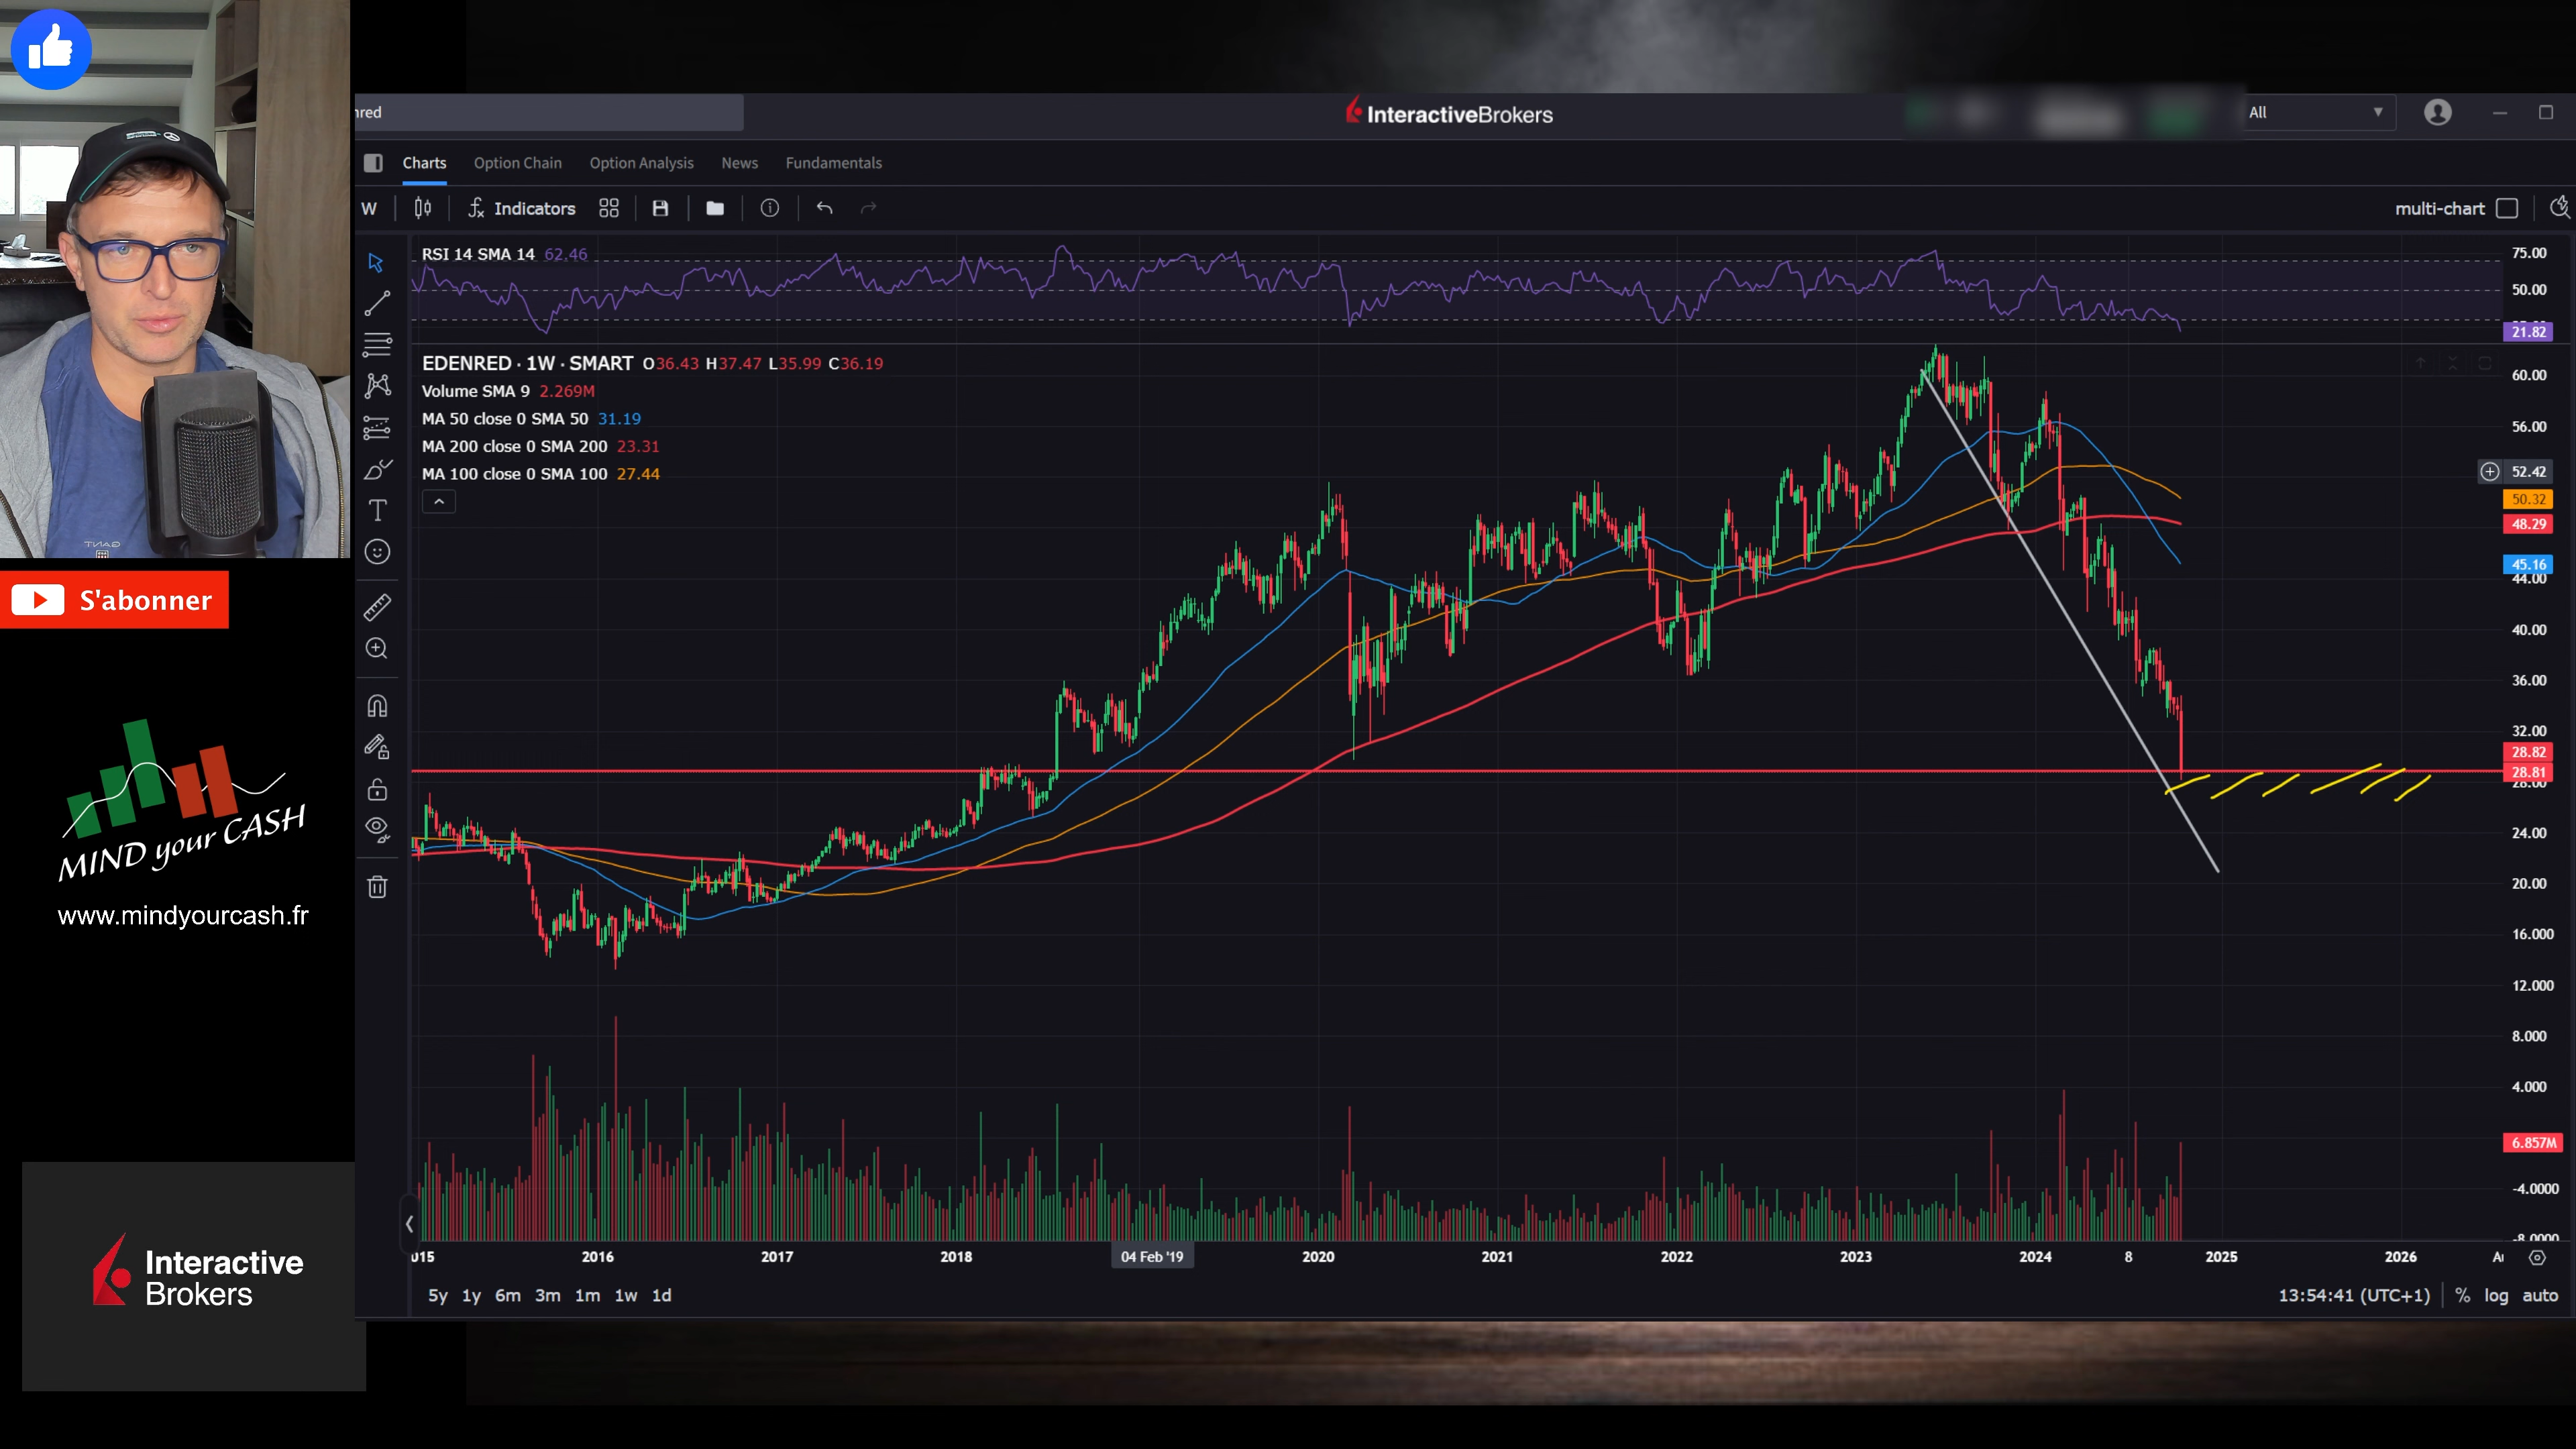 nred
InteractiveBrokers
All
Charts
Option Chain
Option Analysis
News
Fundamentals
W
Indicators
multi-chart
RSI 14 SMA 14 62.46
EDENRED · 1W · SMART O36.43 H37.47 L35.99 C36.19
Volume SMA 9 2.269M
MA 50 close 0 SMA 50 31.19
MA 200 close 0 SMA 200 23.31
MA 100 close 0 SMA 100 27.44
75.00
50.00
21.82
60.00
56.00
52.42
50.32
48.29
45.16
44.00
40.00
36.00
32.00
28.82
28.81
28.00
24.00
20.00
16.000
12.000
8.000
4.000
6.857M
-4.0000
-8.0000
015
2016
2017
2018
04 Feb '19
2020
2021
2022
2023
2024
8
2025
2026
5y 1y 6m 3m 1m 1w 1d
13:54:41 (UTC+1)
% log auto
GANT
S'abonner
MIND your CASH
www.mindyourcash.fr
Interactive
Brokers